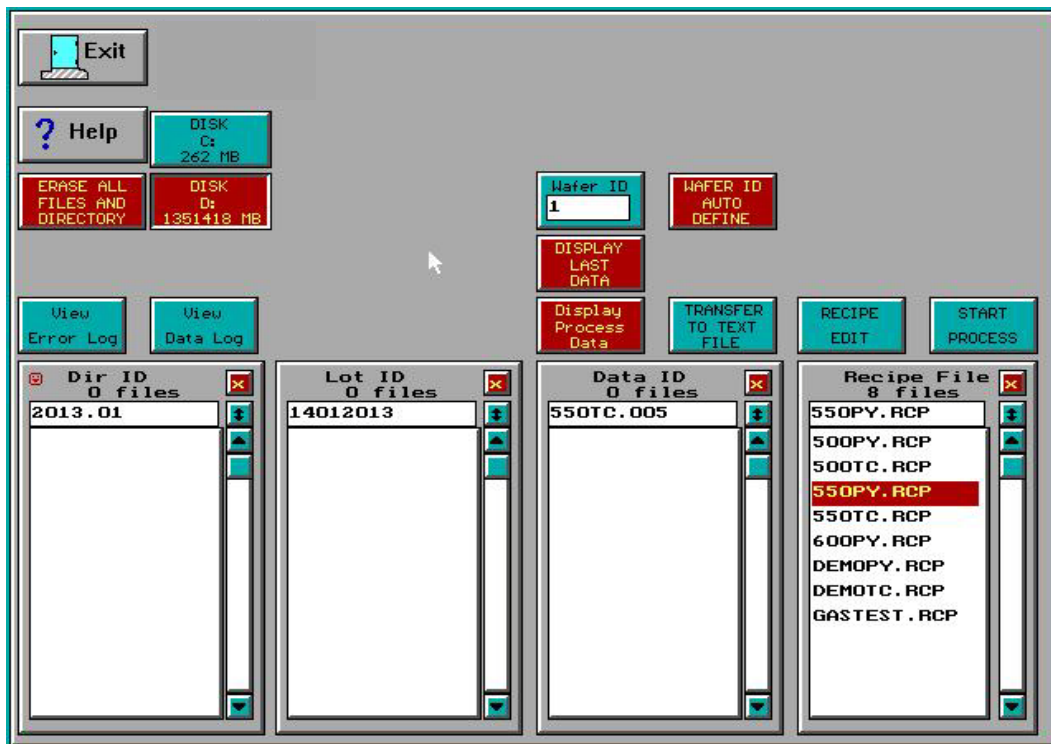 Exit
? Help
DISK
C:
262 MB
ERASE ALL
FILES AND
DIRECTORY
DISK
D:
1351418 MB
Wafer ID
1
WAFER ID
AUTO
DEFINE
DISPLAY
LAST
DATA
View
Error Log
View
Data Log
Display
Process
Data
TRANSFER
TO TEXT
FILE
RECIPE
EDIT
START
PROCESS
Dir ID
0 files
2013.01
Lot ID
0 files
14012013
Data ID
0 files
550TC.005
Recipe File
8 files
550PY.RCP
500PY.RCP
500TC.RCP
550PY.RCP
550TC.RCP
600PY.RCP
DEMOPY.RCP
DEMOTC.RCP
GASTEST.RCP